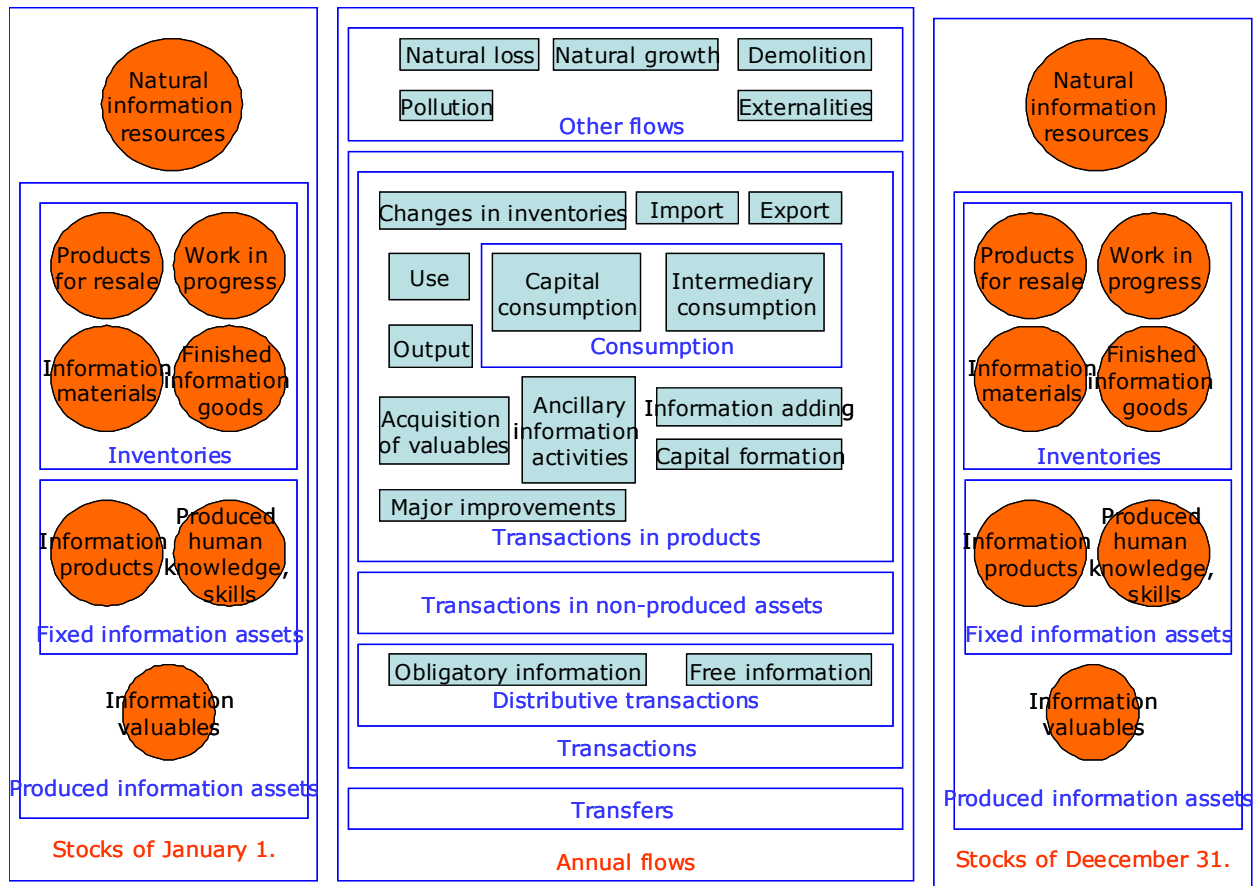 Natural
information
resources
Products
for resale
Work in
progress
Information
materials
Finished
information
goods
Inventories
Information
products
Produced
human
knowledge,
skills
Fixed information assets
Information
valuables
Produced information assets
Stocks of January 1.
Natural loss
Natural growth
Demolition
Pollution
Externalities
Other flows
Changes in inventories
Import
Export
Use
Capital
consumption
Intermediary
consumption
Output
Consumption
Acquisition
of valuables
Ancillary
information
activities
Information adding
Capital formation
Major improvements
Transactions in products
Transactions in non-produced assets
Obligatory information
Free information
Distributive transactions
Transactions
Transfers
Annual flows
Natural
information
resources
Products
for resale
Work in
progress
Information
materials
Finished
information
goods
Inventories
Information
products
Produced
human
knowledge,
skills
Fixed information assets
Information
valuables
Produced information assets
Stocks of Deecember 31.